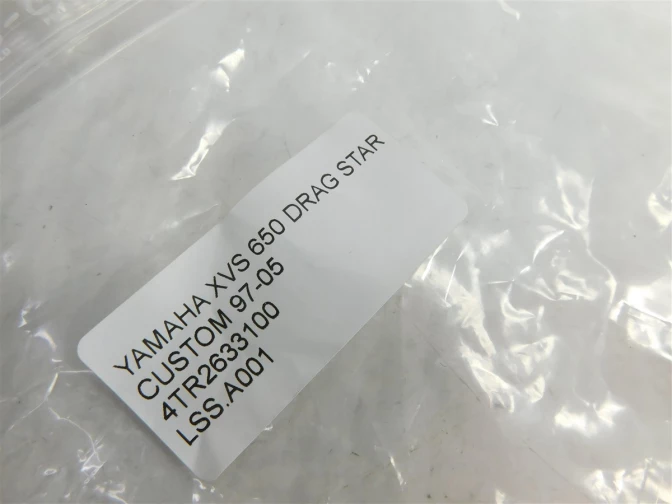 YAMAHA XVS 650 DRAG STAR
CUSTOM 97-05
4TR2633100
LSS.A001